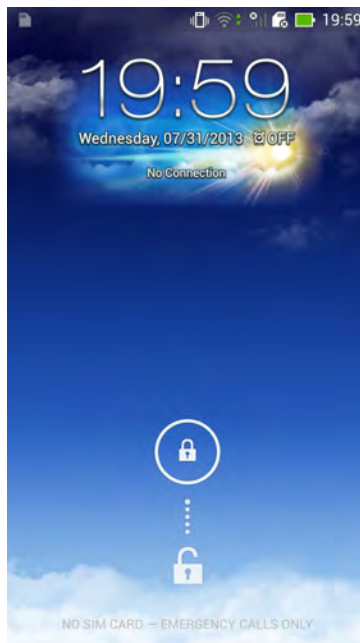 19:59
19:59
Wednesday, 07/31/2013 OFF
No Connection
NO SIM CARD — EMERGENCY CALLS ONLY